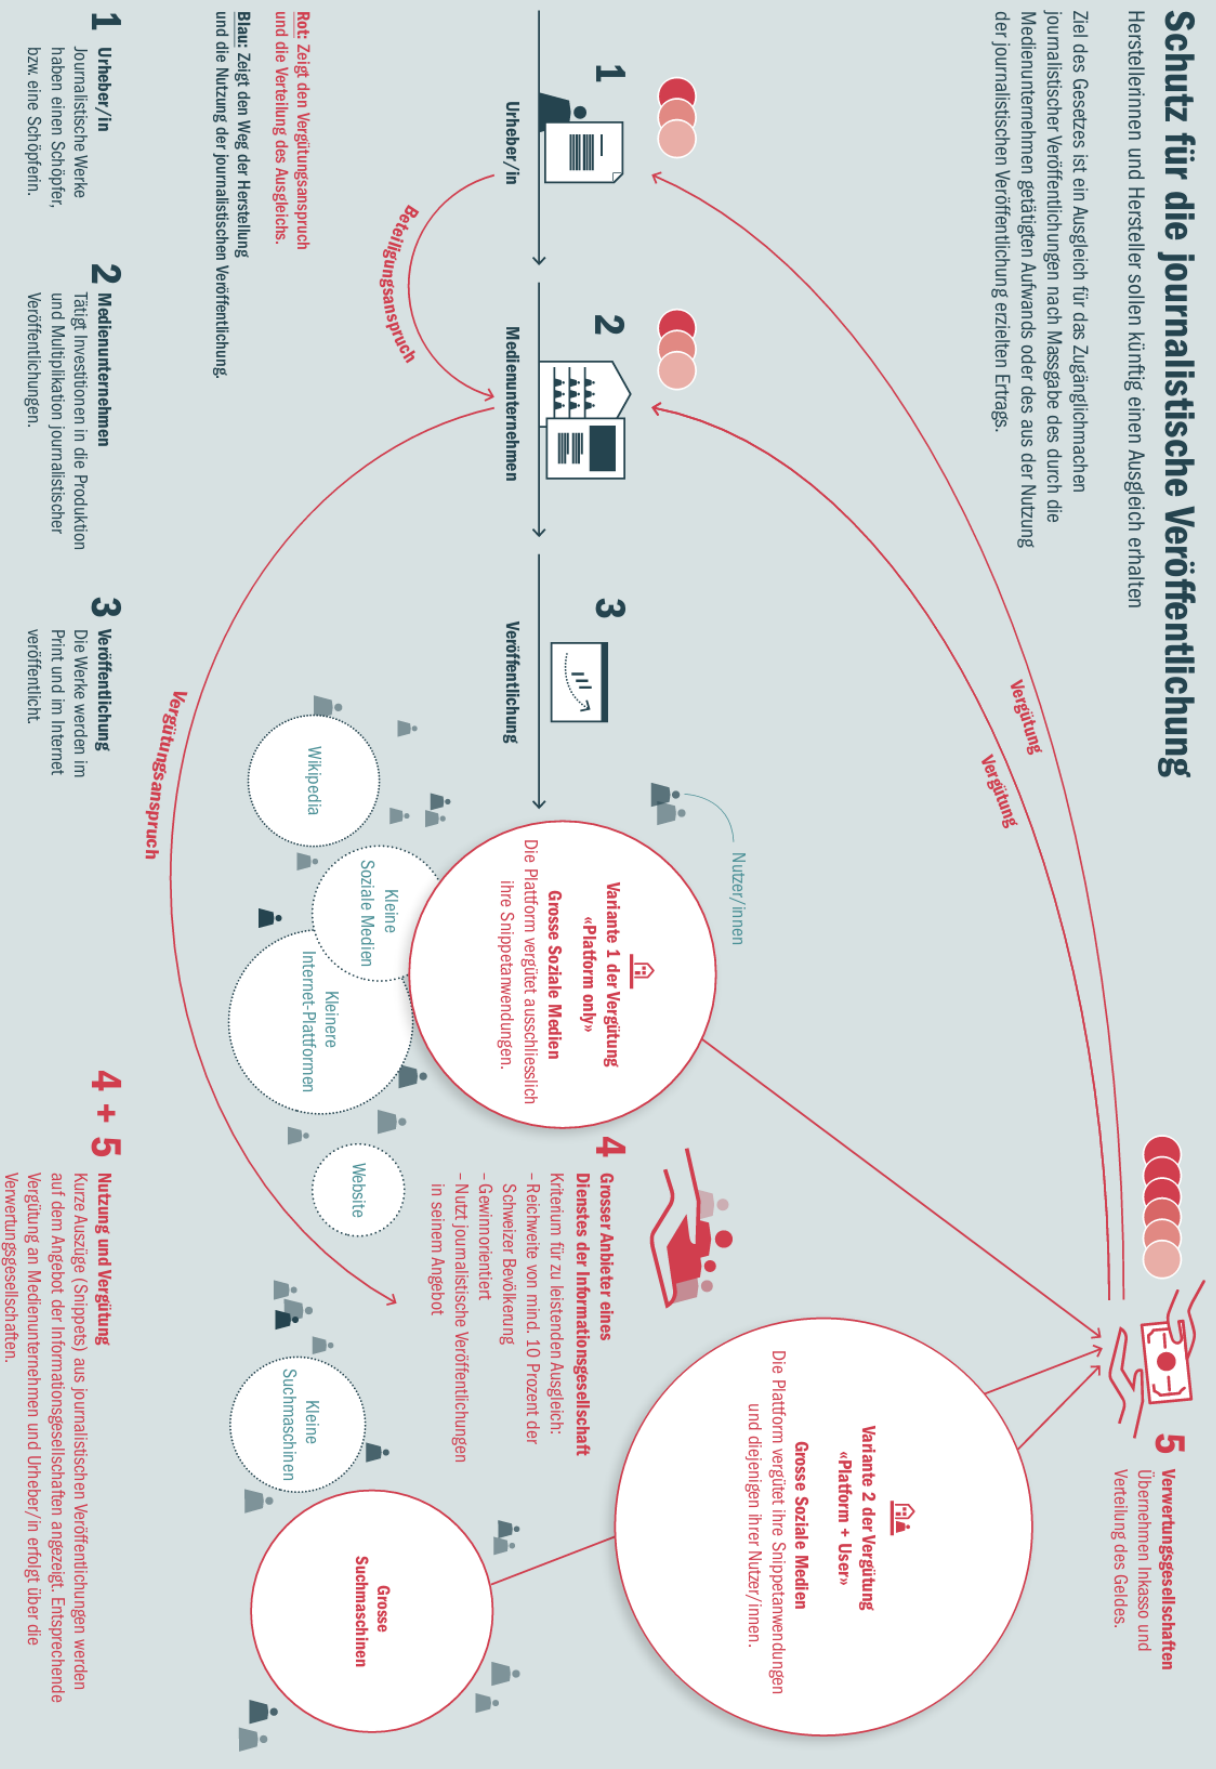 Schutz für die journalistische Veröffentlichung
Herstellerinnen und Hersteller sollen künftig einen Ausgleich erhalten
Ziel des Gesetzes ist ein Ausgleich für das Zugänglichmachen
journalistischer Veröffentlichungen nach Massgabe des durch die
Medienunternehmen getätigten Aufwands oder des aus der Nutzung
der journalistischen Veröffentlichung erzielten Ertrags.
5
Verwertungsgesellschaften
Übernehmen Inkasso und
Verteilung des Geldes.
Vergütung
Vergütung
Nutzer/innen
1
Urheber/in
2
Medienunternehmen
3
Veröffentlichung
Variante 1 der Vergütung
«Platform only»
Grosse Soziale Medien
Die Plattform vergütet ausschliesslich
ihre Snippetanwendungen.
Variante 2 der Vergütung
«Platform + User»
Grosse Soziale Medien
Die Plattform vergütet ihre Snippetanwendungen
und diejenigen ihrer Nutzer/innen.
4
Grosser Anbieter eines
Dienstes der Informationsgesellschaft
Kriterium für zu leistenden Ausgleich:
– Reichweite von mind. 10 Prozent der
Schweizer Bevölkerung
– Gewinnorientiert
– Nutzt journalistische Veröffentlichungen
in seinem Angebot
Beteiligungsanspruch
Kleine
Soziale Medien
Wikipedia
Kleinere
Internet-Plattformen
Website
Kleine
Suchmaschinen
Grosse
Suchmaschinen
Vergütungsanspruch
Rot: Zeigt den Vergütungsanspruch
und die Verteilung des Ausgleichs.
Blau: Zeigt den Weg der Herstellung
und die Nutzung der journalistischen Veröffentlichung.
1
Urheber/in
Journalistische Werke
haben einen Schöpfer,
bzw. eine Schöpferin.
2
Medienunternehmen
Tätigt Investitionen in die Produktion
und Multiplikation journalistischer
Veröffentlichungen.
3
Veröffentlichung
Die Werke werden im
Print und im Internet
veröffentlicht.
4 + 5
Nutzung und Vergütung
Kurze Auszüge (Snippets) aus journalistischen Veröffentlichungen werden
auf dem Angebot der Informationsgesellschaften angezeigt. Entsprechende
Vergütung an Medienunternehmen und Urheber/in erfolgt über die
Verwertungsgesellschaften.